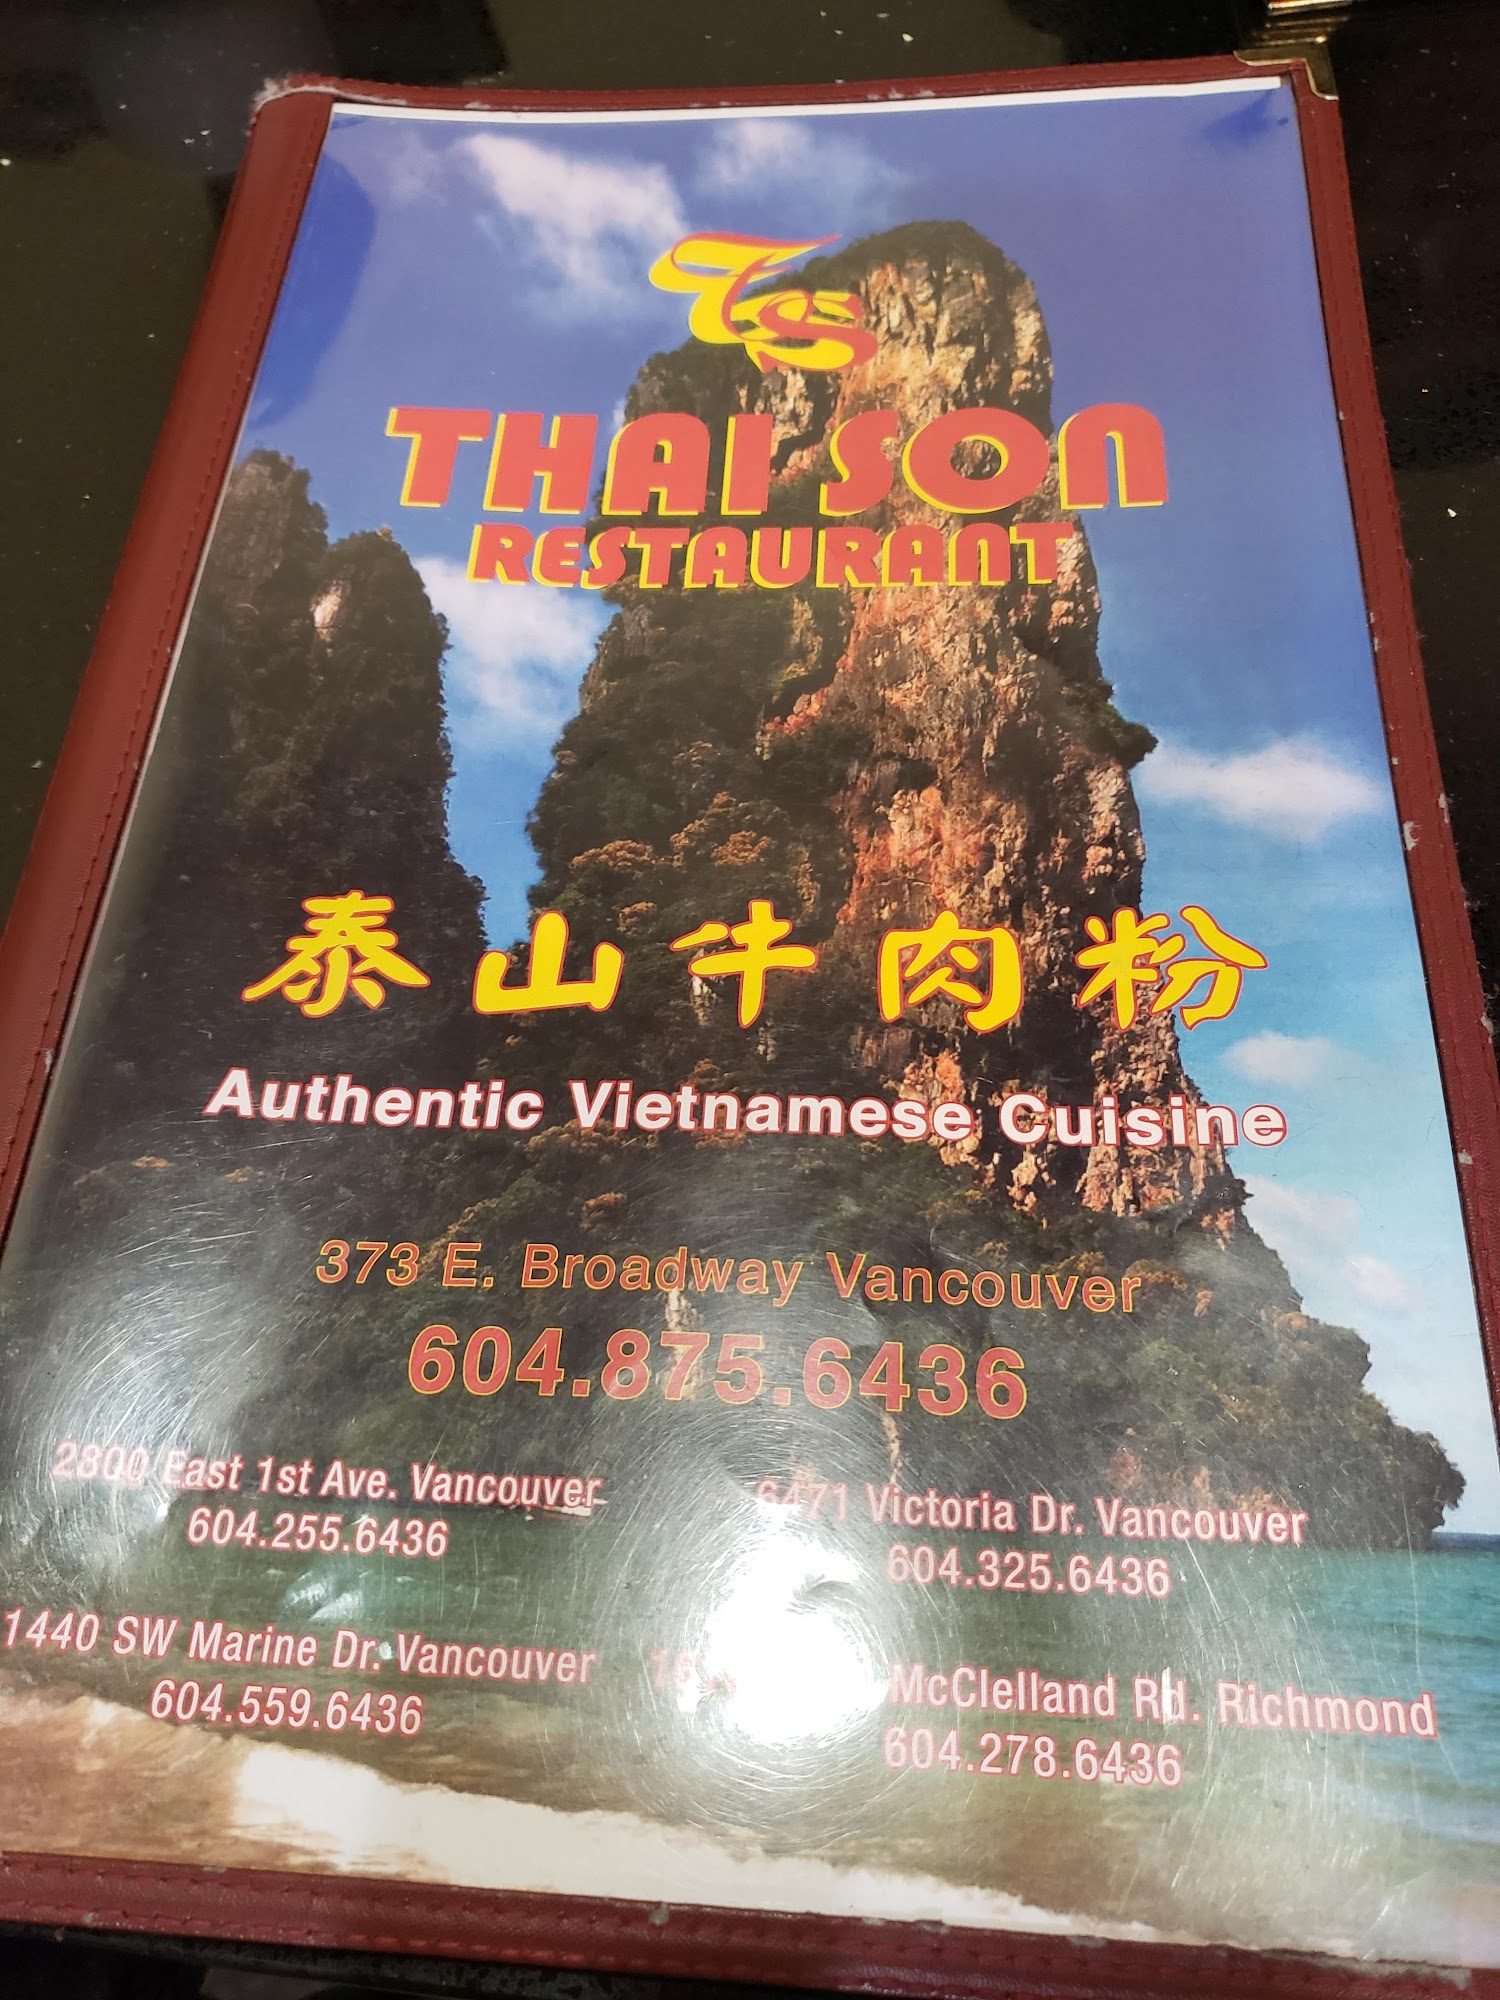 TS
THAI SON
RESTAURANT
泰山牛肉粉
Authentic Vietnamese Cuisine
373 E. Broadway Vancouver
604.875.6436
2800 East 1st Ave. Vancouver
604.255.6436
6471 Victoria Dr. Vancouver
604.325.6436
1440 SW Marine Dr. Vancouver
604.559.6436
McClelland Rd. Richmond
604.278.6436